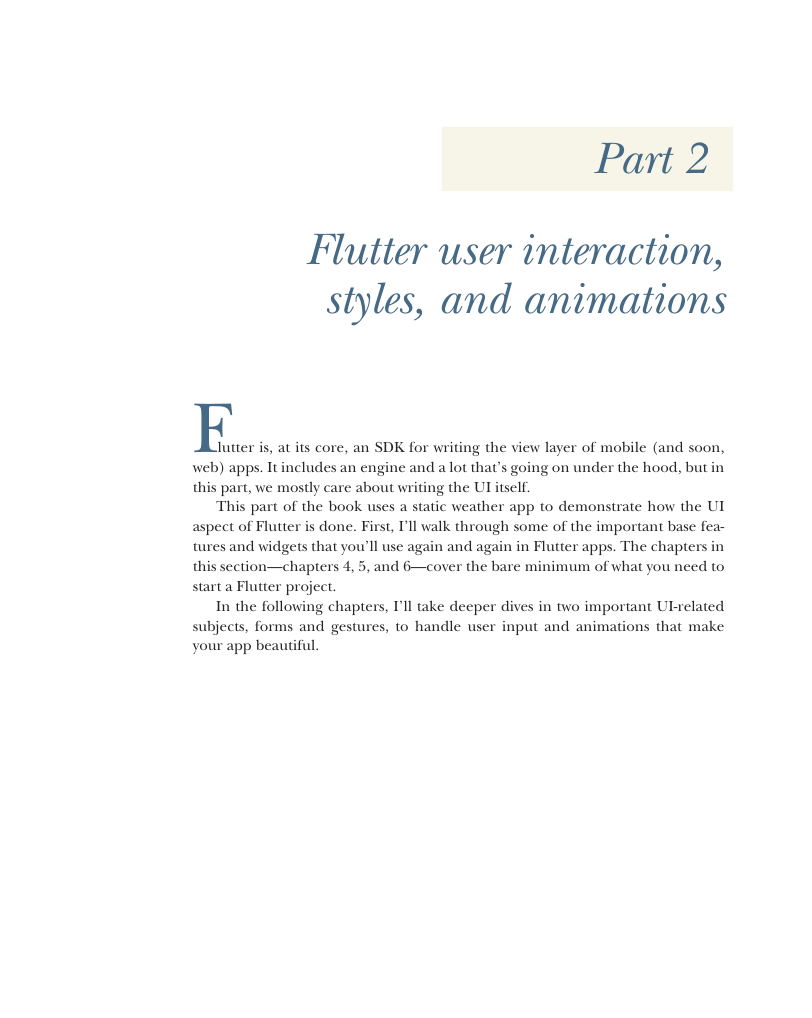 Part 2
Flutter user interaction,
styles, and animations
Flutter is, at its core, an SDK for writing the view layer of mobile (and soon,
web) apps. It includes an engine and a lot that’s going on under the hood, but in
this part, we mostly care about writing the UI itself.
This part of the book uses a static weather app to demonstrate how the UI
aspect of Flutter is done. First, I’ll walk through some of the important base fea-
tures and widgets that you’ll use again and again in Flutter apps. The chapters in
this section—chapters 4, 5, and 6—cover the bare minimum of what you need to
start a Flutter project.
In the following chapters, I’ll take deeper dives in two important UI-related
subjects, forms and gestures, to handle user input and animations that make
your app beautiful.